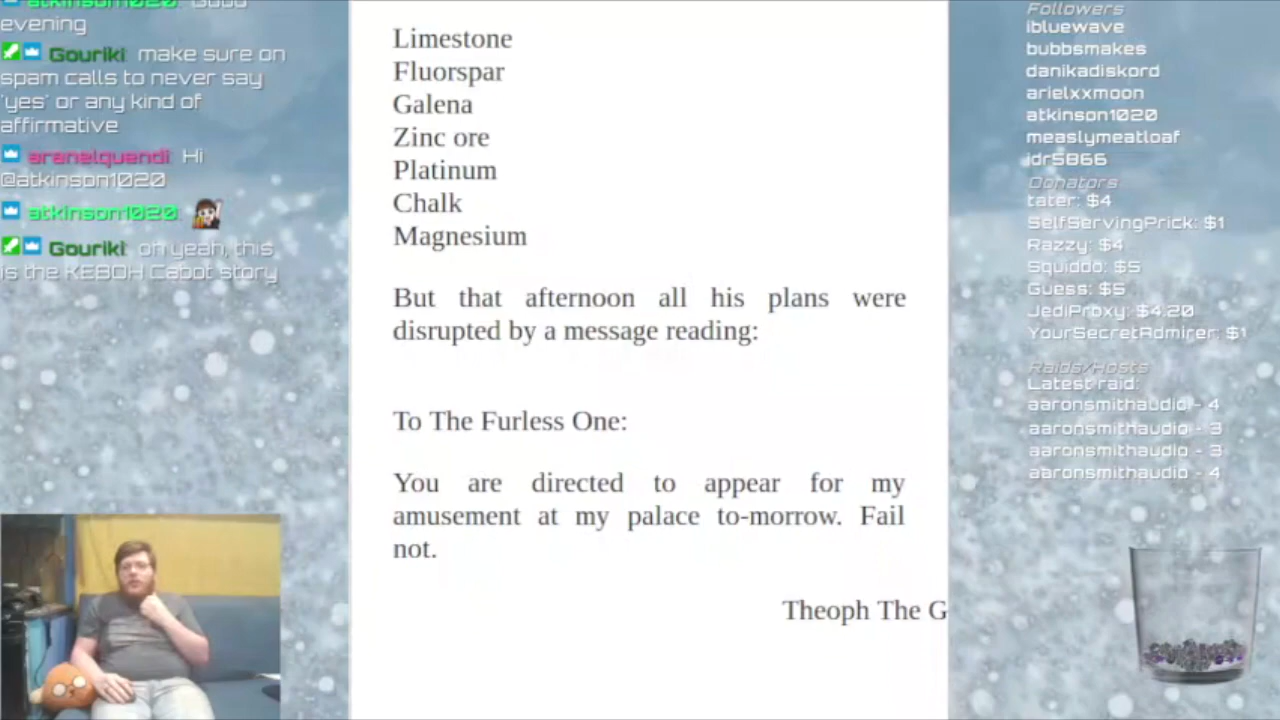 atkinson1020: Good
evening
Gouriki: make sure on
spam calls to never say
'yes' or any kind of
affirmative
aranelquendi: Hi
@atkinson1020
atkinson1020:
Gouriki: oh yeah, this
is the KEBOH Cabot story
Limestone
Fluorspar
Galena
Zinc ore
Platinum
Chalk
Magnesium
But that afternoon all his plans were
disrupted by a message reading:
To The Furless One:
You are directed to appear for my
amusement at my palace to-morrow. Fail
not.
Theoph The G
Followers
ibluewave
bubbsmakes
danikadiskord
arielxxmoon
atkinson1020
measlymeatloaf
jdr5866
Donators
tater: $4
SelfServingPrick: $1
Razzy: $4
Squidoo: $5
Guess: $5
JediProxy: $4.20
YourSecretAdmirer: $1
Raids/Hosts
Latest raid:
aaronsmithaudio - 4
aaronsmithaudio - 3
aaronsmithaudio - 3
aaronsmithaudio - 4